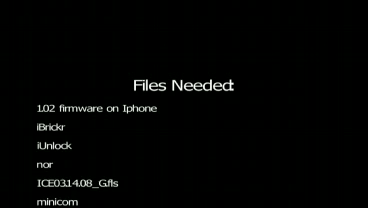 Files Needed:
1.02 firmware on Iphone
iBrickr
iUnlock
nor
ICE03.14.08_G.fls
minicom